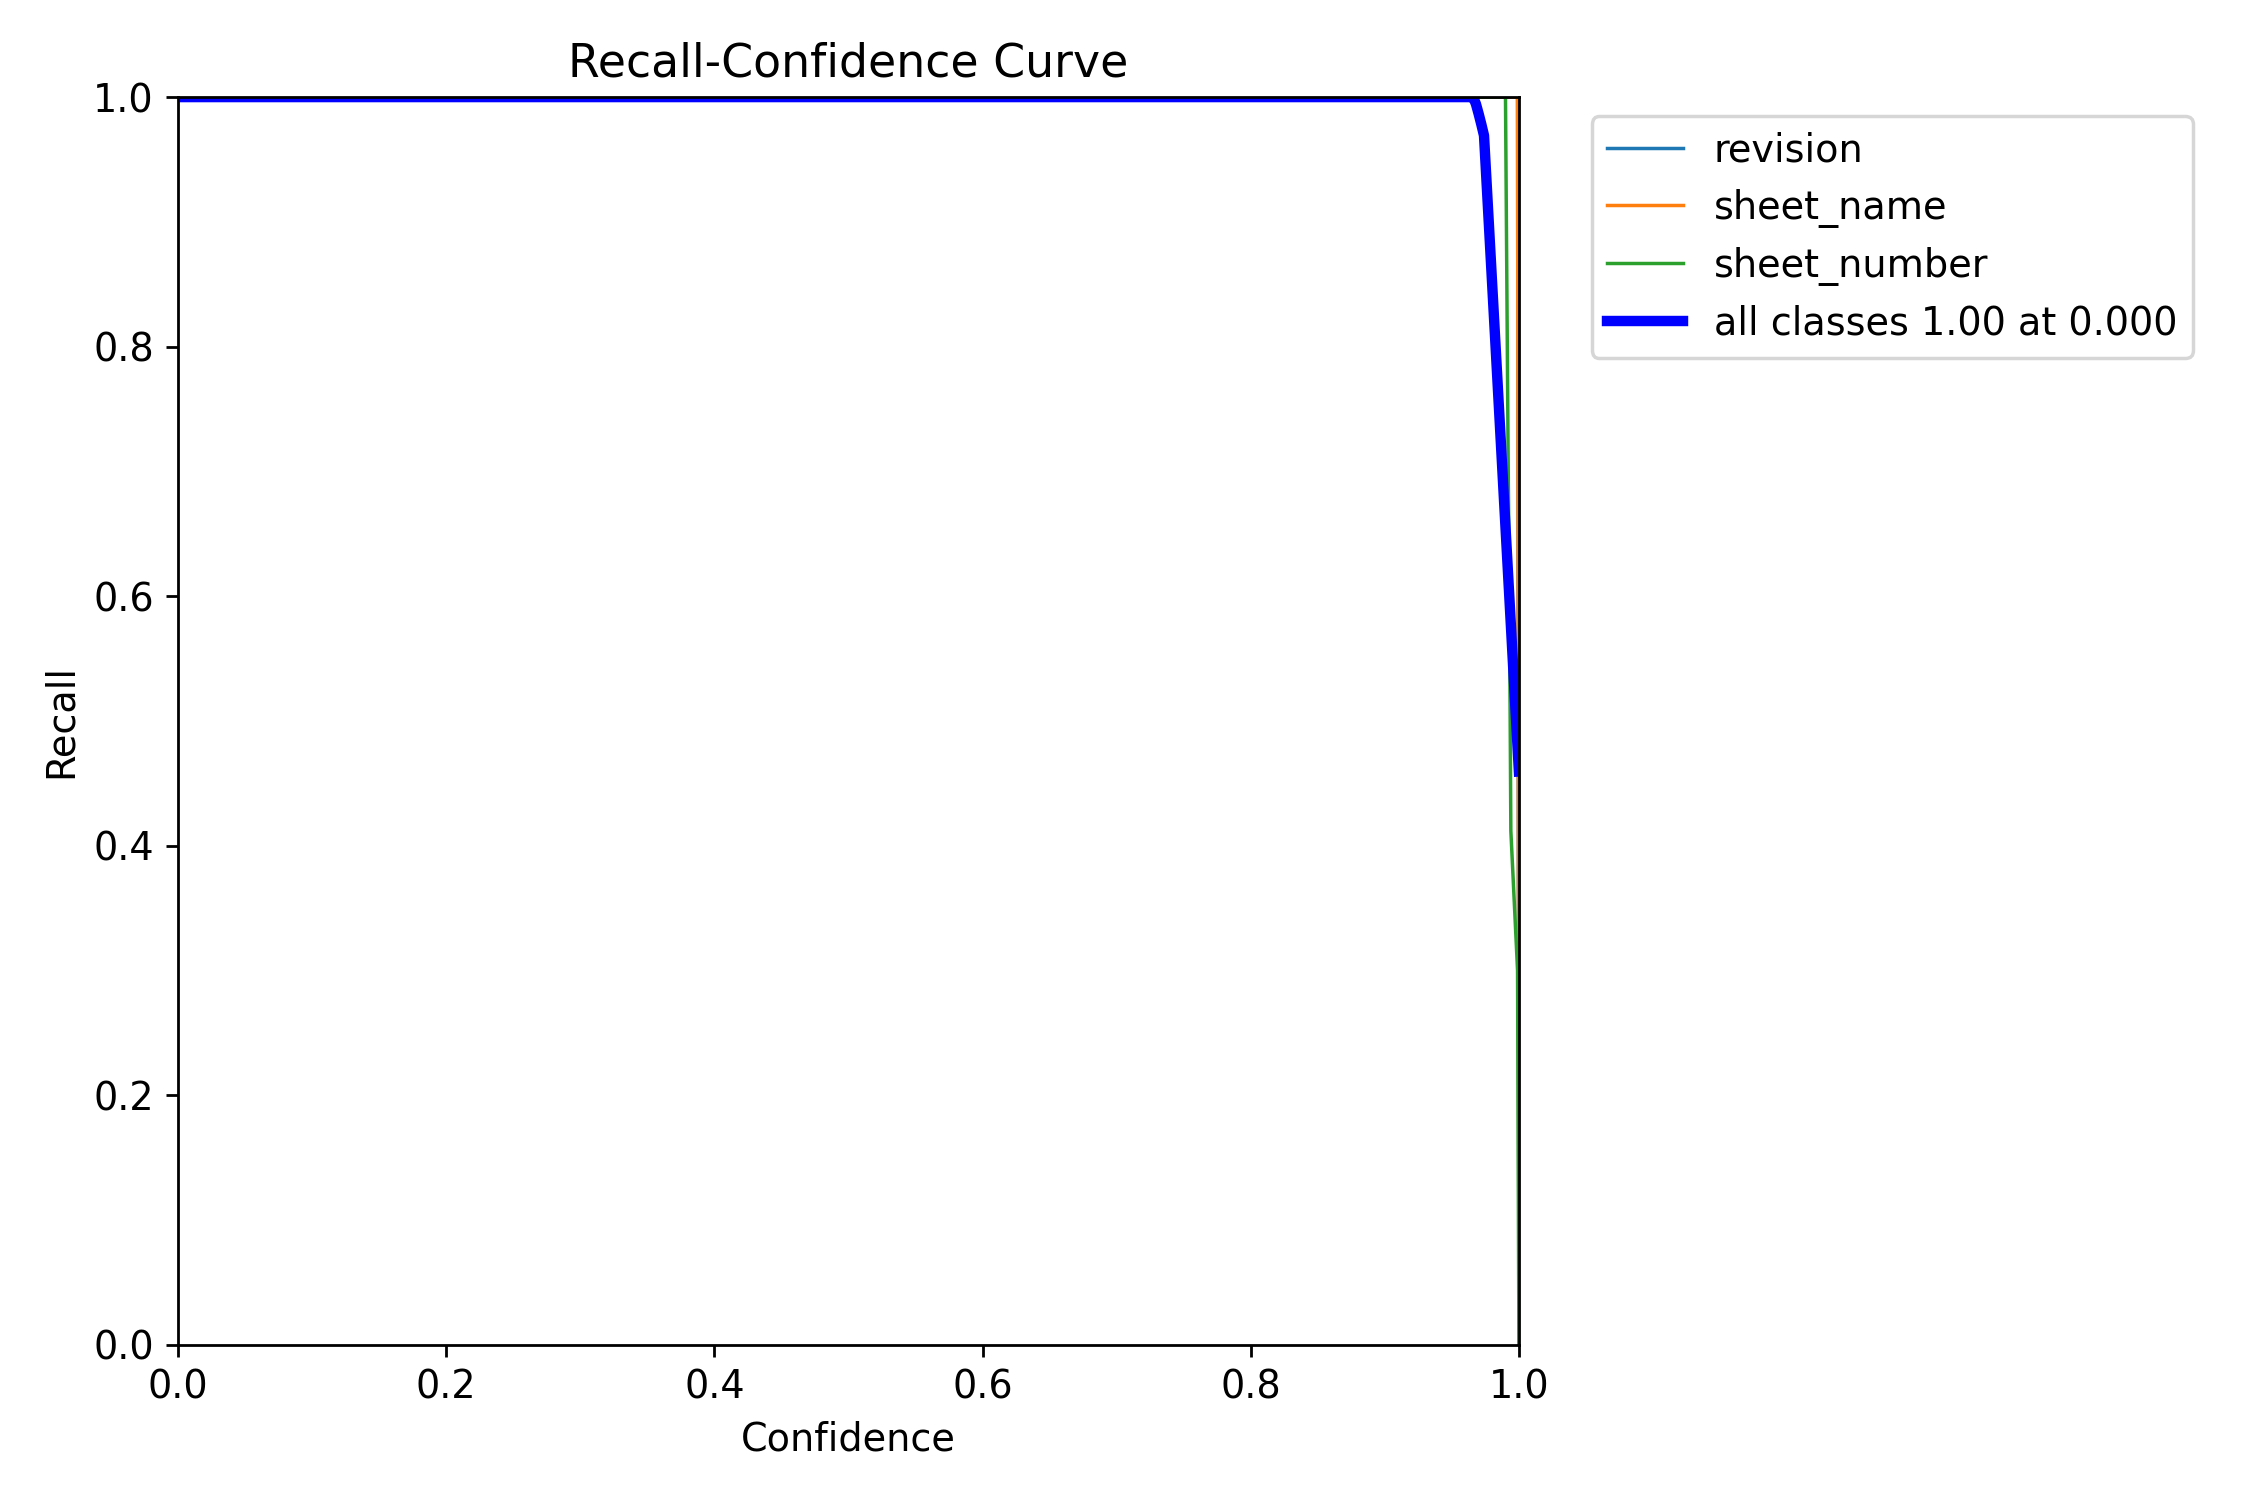 Recall-Confidence Curve
1.0
0.8
0.6
0.4
0.2
0.0
Recall
0.0 0.2 0.4 0.6 0.8 1.0
Confidence
revision
sheet_name
sheet_number
all classes 1.00 at 0.000